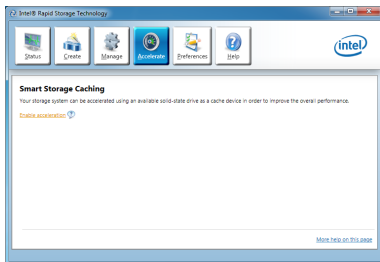 Intel® Rapid Storage Technology
Status Create Manage Accelerate Preferences Help
intel
Smart Storage Caching
Your storage system can be accelerated using an available solid-state drive as a cache device in order to improve the overall performance.
Enable acceleration ?
More help on this page